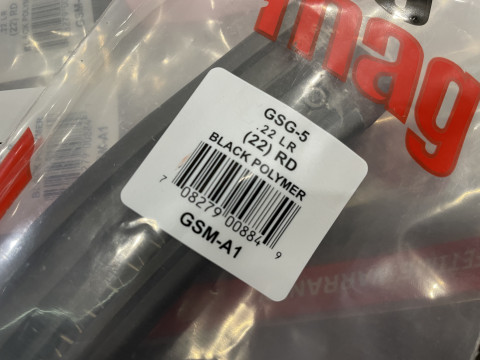 mag
GSG-5
.22 LR
(22) RD
BLACK POLYMER
7 08279 00884 9
GSM-A1